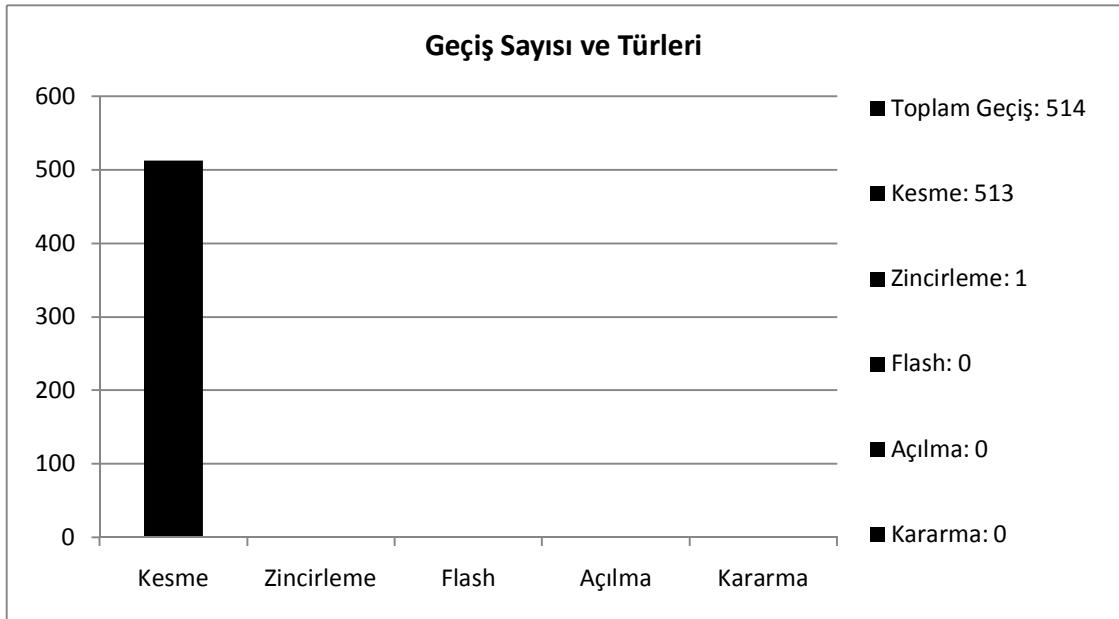 Geçiş Sayısı ve Türleri
600
500
400
300
200
100
0
Kesme
Zincirleme
Flash
Açılma
Kararma
Toplam Geçiş: 514
Kesme: 513
Zincirleme: 1
Flash: 0
Açılma: 0
Kararma: 0